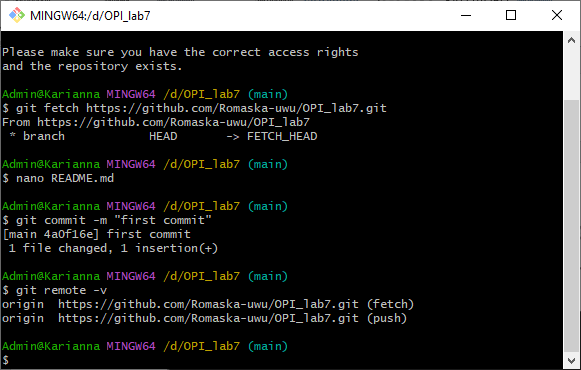 MINGW64:/d/OPI_lab7
Please make sure you have the correct access rights
and the repository exists.
Admin@Karianna MINGW64 /d/OPI_lab7 (main)
$ git fetch https://github.com/Romaska-uwu/OPI_lab7.git
From https://github.com/Romaska-uwu/OPI_lab7
 * branch            HEAD       -> FETCH_HEAD
Admin@Karianna MINGW64 /d/OPI_lab7 (main)
$ nano README.md
Admin@Karianna MINGW64 /d/OPI_lab7 (main)
$ git commit -m "first commit"
[main 4a0f16e] first commit
 1 file changed, 1 insertion(+)
Admin@Karianna MINGW64 /d/OPI_lab7 (main)
$ git remote -v
origin  https://github.com/Romaska-uwu/OPI_lab7.git (fetch)
origin  https://github.com/Romaska-uwu/OPI_lab7.git (push)
Admin@Karianna MINGW64 /d/OPI_lab7 (main)
$